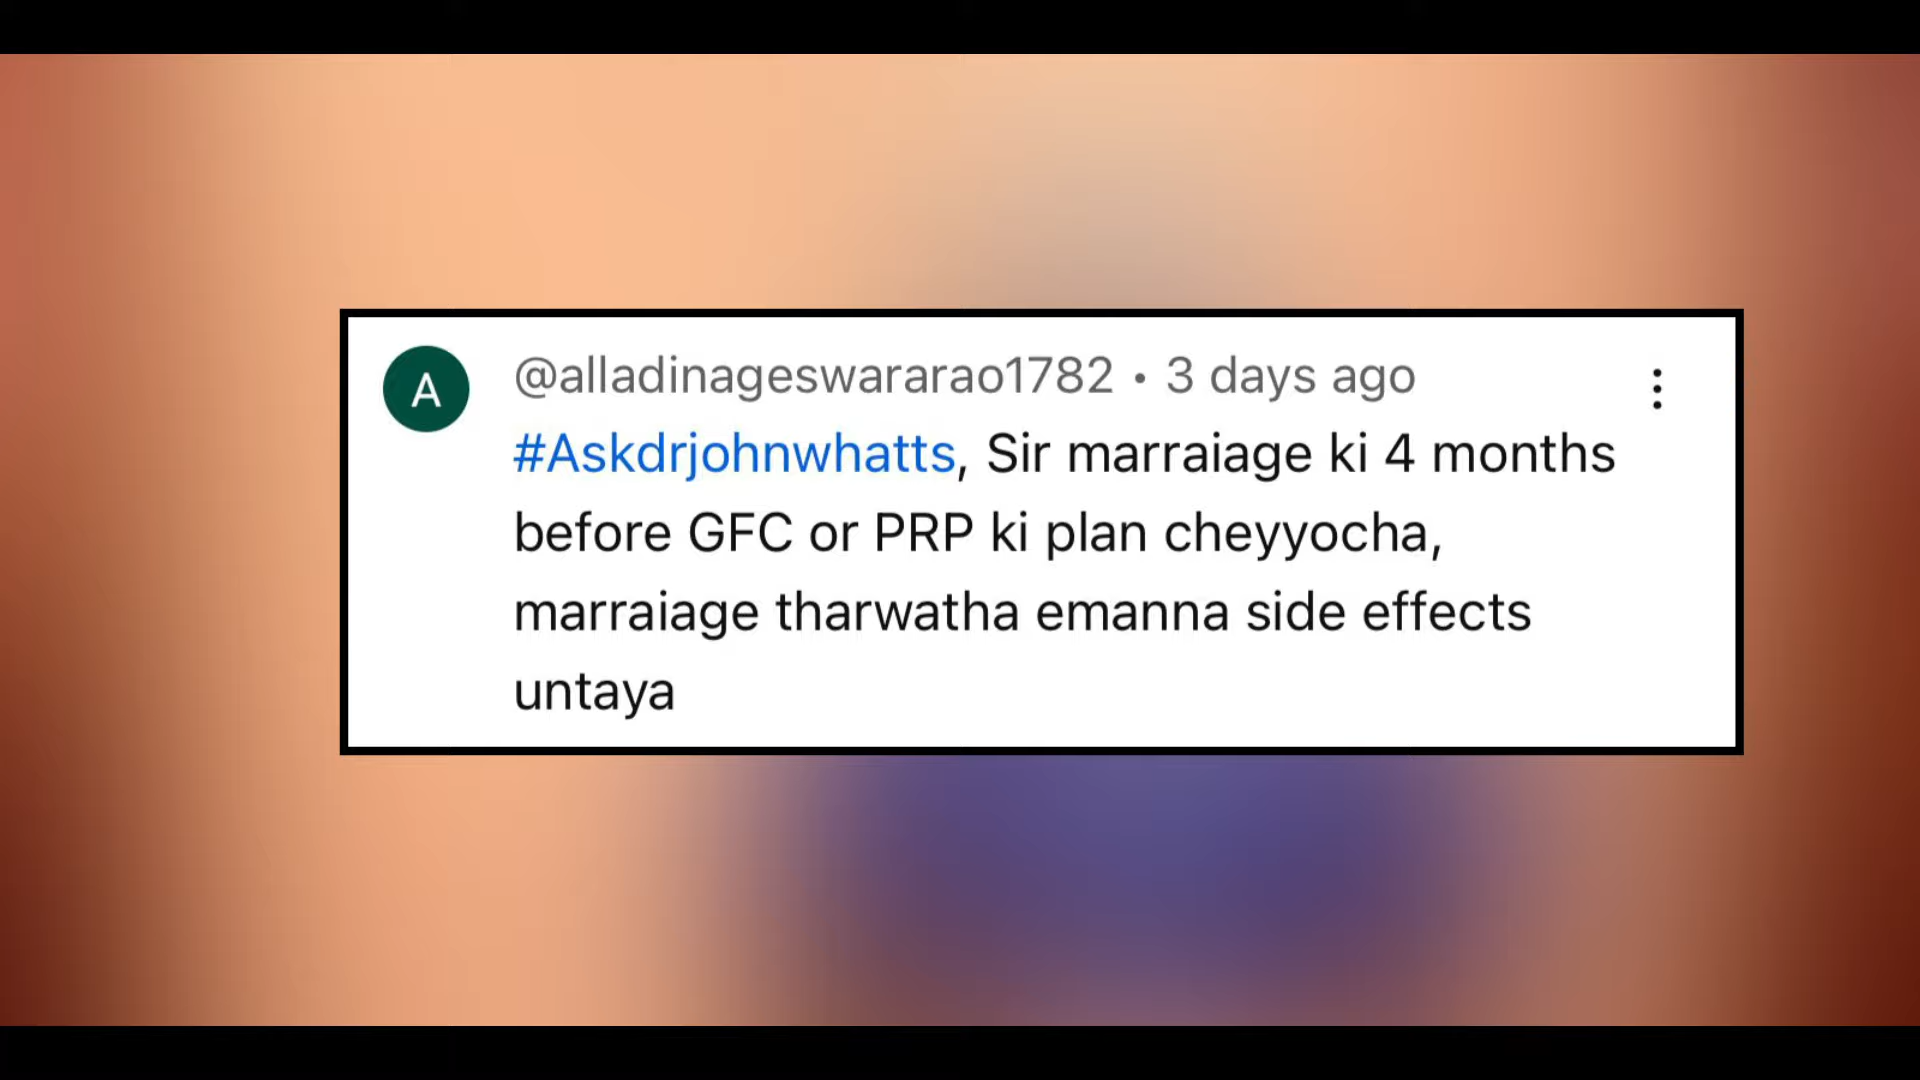 A
@alladinageswararao1782 • 3 days ago
#Askdrjohnwhatts, Sir marraiage ki 4 months
before GFC or PRP ki plan cheyyocha,
marraiage tharwatha emanna side effects
untaya